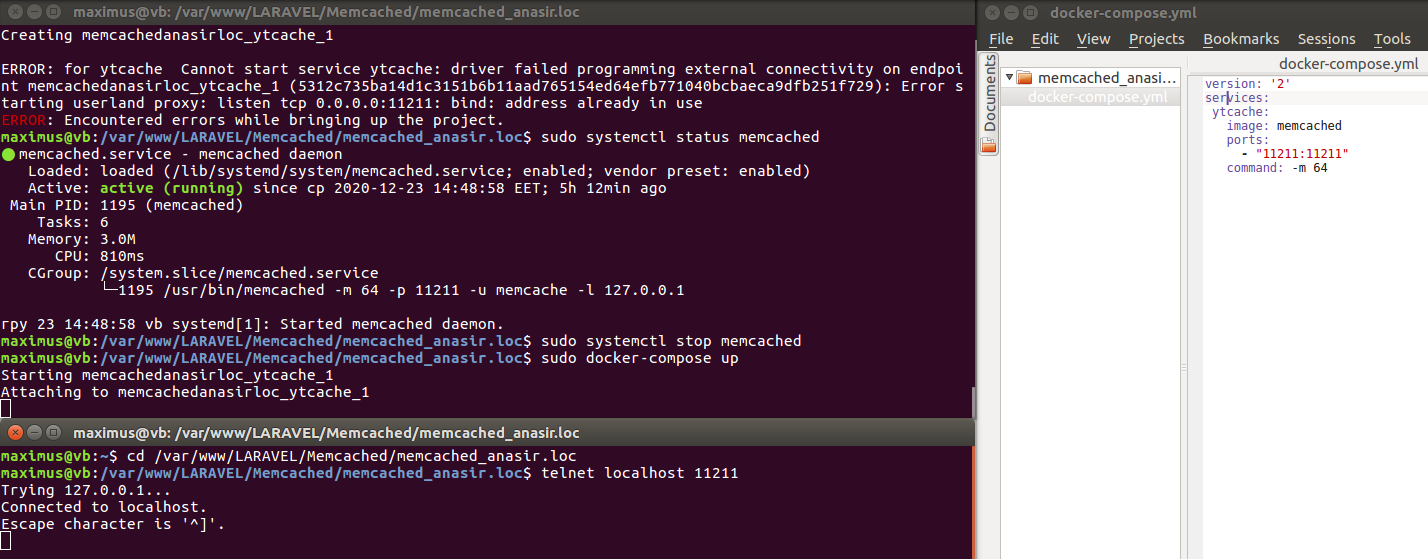 maximus@vb: /var/www/LARAVEL/Memcached/memcached_anasir.loc
Creating memcachedanasirloc_ytcache_1
ERROR: for ytcache  Cannot start service ytcache: driver failed programming external connectivity on endpoi
nt memcachedanasirloc_ytcache_1 (5312c735ba14d1c3151b6b11aad765154ed64efb771040bcbaeca9dfb251f729): Error s
tarting userland proxy: listen tcp 0.0.0.0:11211: bind: address already in use
ERROR: Encountered errors while bringing up the project.
maximus@vb:/var/www/LARAVEL/Memcached/memcached_anasir.loc$ sudo systemctl status memcached
● memcached.service - memcached daemon
Loaded: loaded (/lib/systemd/system/memcached.service; enabled; vendor preset: enabled)
Active: active (running) since ср 2020-12-23 14:48:58 EET; 5h 12min ago
Main PID: 1195 (memcached)
Tasks: 6
Memory: 3.0M
CPU: 810ms
CGroup: /system.slice/memcached.service
└─1195 /usr/bin/memcached -m 64 -p 11211 -u memcache -l 127.0.0.1
гру 23 14:48:58 vb systemd[1]: Started memcached daemon.
maximus@vb:/var/www/LARAVEL/Memcached/memcached_anasir.loc$ sudo systemctl stop memcached
maximus@vb:/var/www/LARAVEL/Memcached/memcached_anasir.loc$ sudo docker-compose up
Starting memcachedanasirloc_ytcache_1
Attaching to memcachedanasirloc_ytcache_1
maximus@vb: /var/www/LARAVEL/Memcached/memcached_anasir.loc
maximus@vb:~$ cd /var/www/LARAVEL/Memcached/memcached_anasir.loc
maximus@vb:/var/www/LARAVEL/Memcached/memcached_anasir.loc$ telnet localhost 11211
Trying 127.0.0.1...
Connected to localhost.
Escape character is '^]'.
docker-compose.yml
File Edit View Projects Bookmarks Sessions Tools
Documents
memcached_anasi...
docker-compose.yml
docker-compose.yml
version: '2'
services:
ytcache:
image: memcached
ports:
- "11211:11211"
command: -m 64